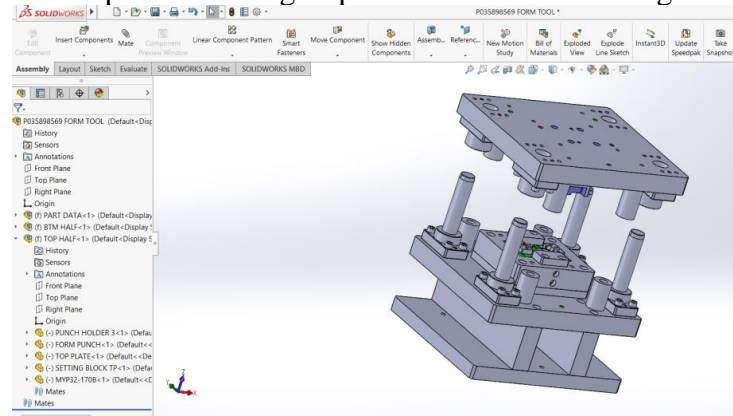 SOLIDWORKS
P035898569 FORM TOOL *
Edit Component
Insert Components
Mate
Component Preview Window
Linear Component Pattern
Smart Fasteners
Move Component
Show Hidden Components
Assemb...
Referenc...
New Motion Study
Bill of Materials
Exploded View
Explode Line Sketch
Instant3D
Update Speedpak
Take Snapshot
Assembly
Layout
Sketch
Evaluate
SOLIDWORKS Add-Ins
SOLIDWORKS MBD
P035898569 FORM TOOL (Default<Disp
History
Sensors
Annotations
Front Plane
Top Plane
Right Plane
Origin
(f) PART DATA<1> (Default<Display
(f) BTM HALF<1> (Default<Display S
(f) TOP HALF<1> (Default<Display S
History
Sensors
Annotations
Front Plane
Top Plane
Right Plane
Origin
(-) PUNCH HOLDER 3<1> (Defau
(-) FORM PUNCH<1> (Default<<
(-) TOP PLATE<1> (Default<<De
(-) SETTING BLOCK TP<1> (Defau
(-) MYP32-170B<1> (Default<<D
Mates
Mates
Z
Y
X